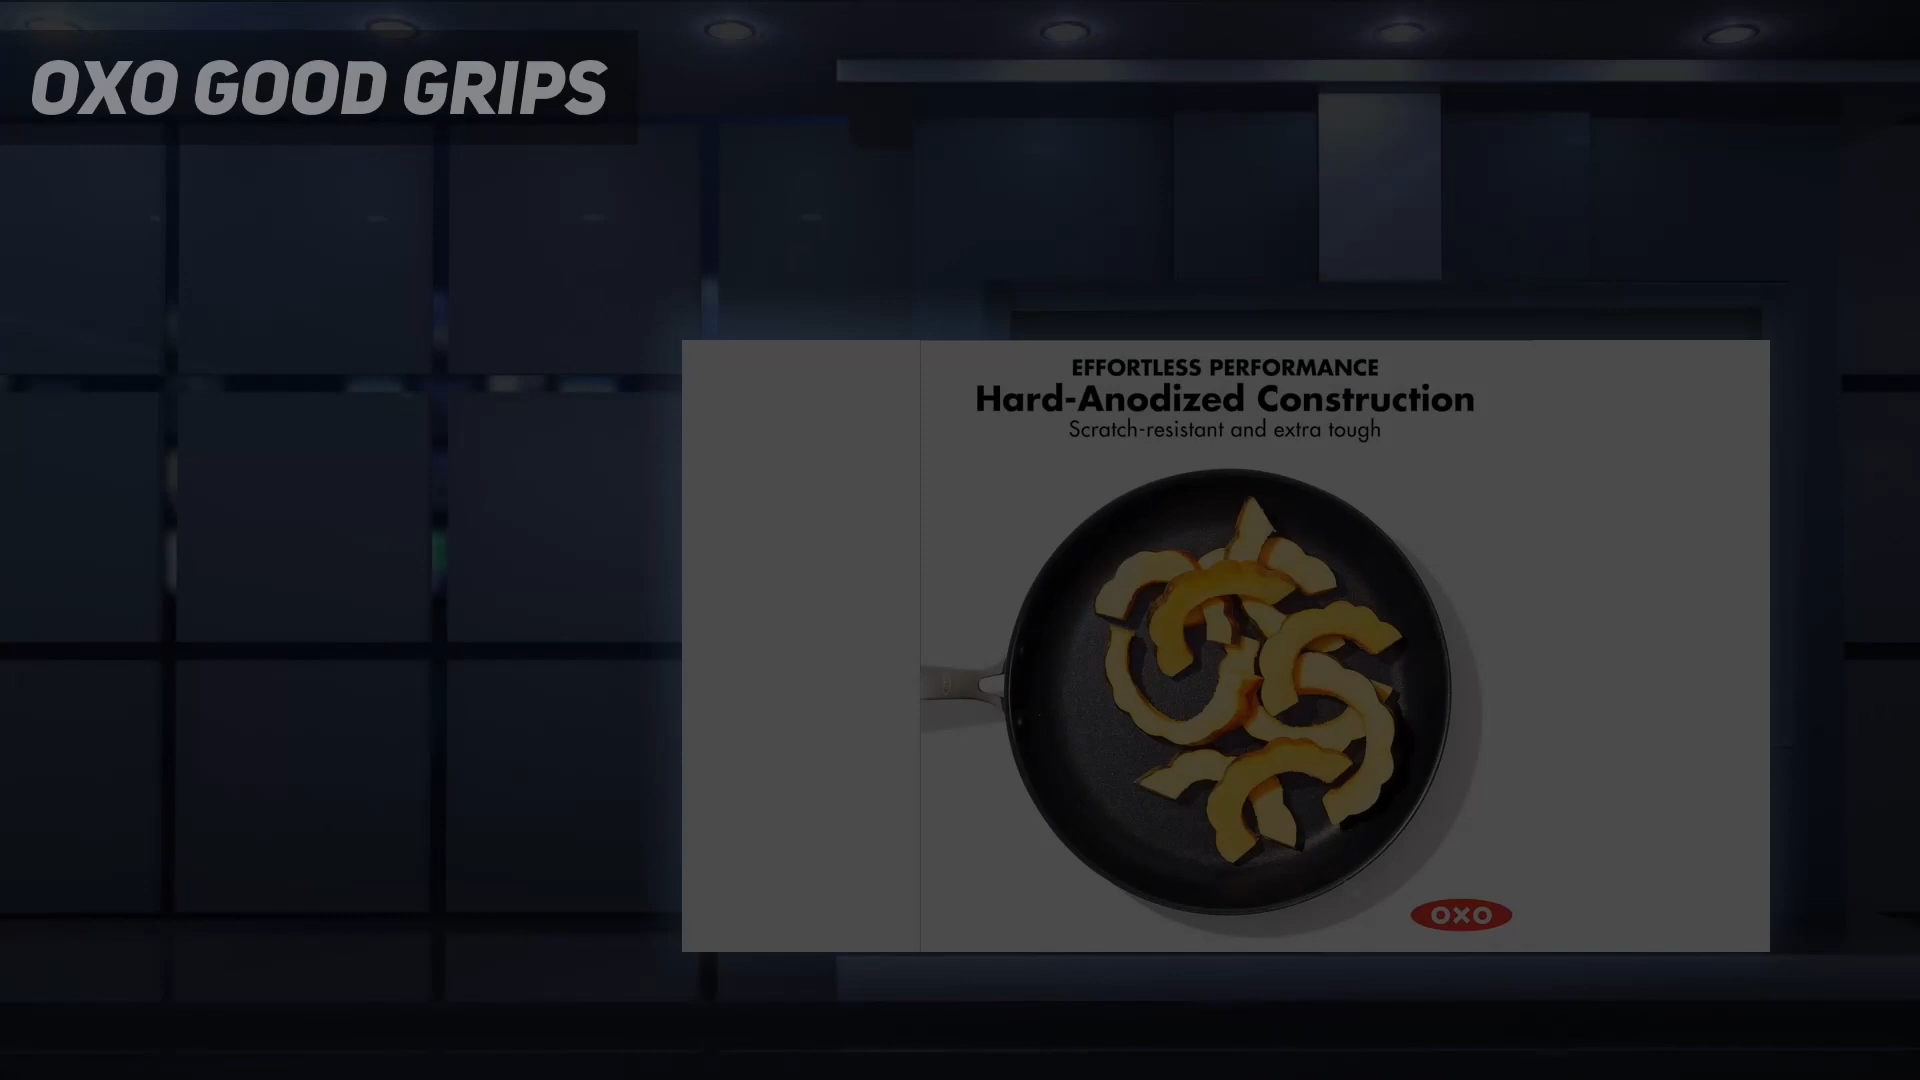 OXO GOOD GRIPS
EFFORTLESS PERFORMANCE
Hard-Anodized Construction
Scratch-resistant and extra tough
OXO